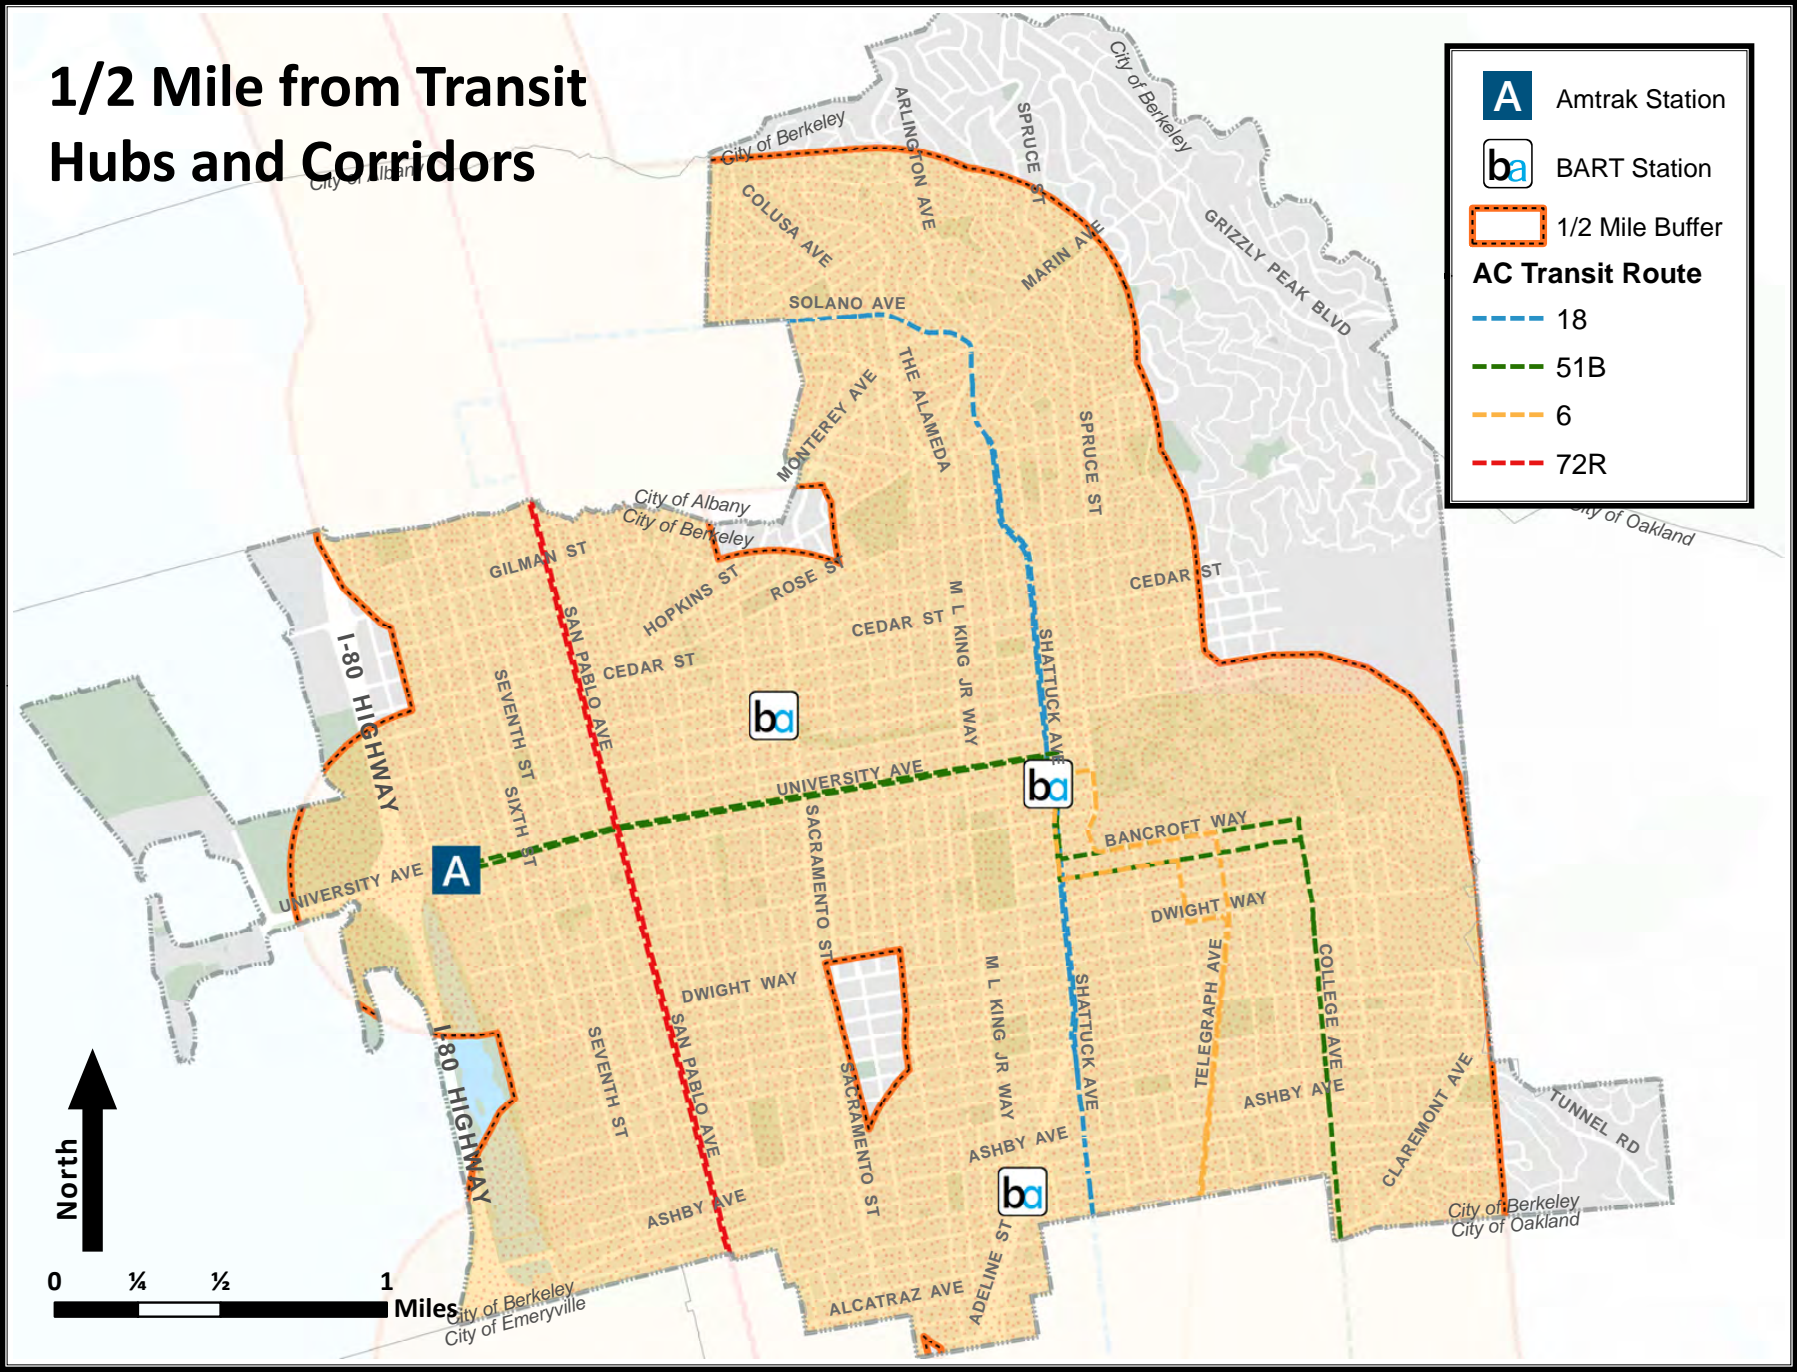 1/2 Mile from Transit
Hubs and Corridors
A Amtrak Station
ba BART Station
1/2 Mile Buffer
AC Transit Route
18
51B
6
72R
City of Albany
City of Berkeley
City of Berkeley
ARLINGTON AVE
SPRUCE ST
COLUSA AVE
MARIN AVE
GRIZZLY PEAK BLVD
SOLANO AVE
THE ALAMEDA
MONTEREY AVE
SPRUCE ST
City of Albany
City of Berkeley
City of Oakland
GILMAN ST
HOPKINS ST
ROSE ST
CEDAR ST
CEDAR ST
CEDAR ST
I-80 HIGHWAY
SAN PABLO AVE
M L KING JR WAY
SHATTUCK AVE
SEVENTH ST
SIXTH ST
ba
UNIVERSITY AVE
ba
BANCROFT WAY
A
UNIVERSITY AVE
SACRAMENTO ST
DWIGHT WAY
DWIGHT WAY
TELEGRAPH AVE
COLLEGE AVE
M L KING JR WAY
SHATTUCK AVE
I-80 HIGHWAY
SEVENTH ST
SAN PABLO AVE
SACRAMENTO ST
ASHBY AVE
CLAREMONT AVE
TUNNEL RD
ASHBY AVE
ba
ASHBY AVE
ADELINE ST
ALCATRAZ AVE
City of Berkeley
City of Oakland
City of Berkeley
City of Emeryville
North
0 ¼ ½ 1
Miles